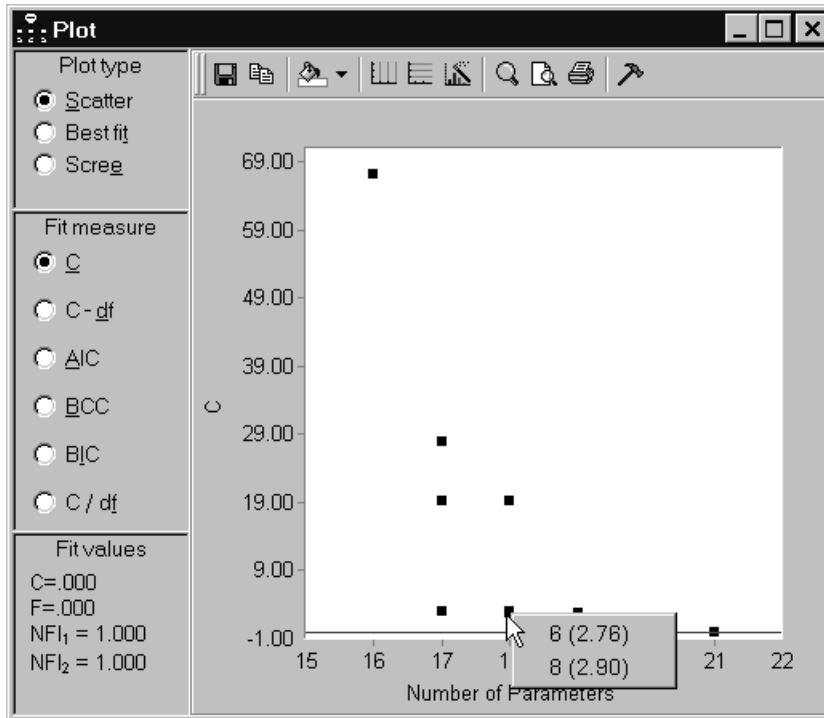 Plot
Plot type
Scatter
Best fit
Scree
Fit measure
C
C - df
AIC
BCC
BIC
C / df
Fit values
C=.000
F=.000
NFI₁ = 1.000
NFI₂ = 1.000
69.00
59.00
49.00
39.00
29.00
19.00
9.00
-1.00
C
15 16 17 1 21 22
6 (2.76)
8 (2.90)
Number of Parameters